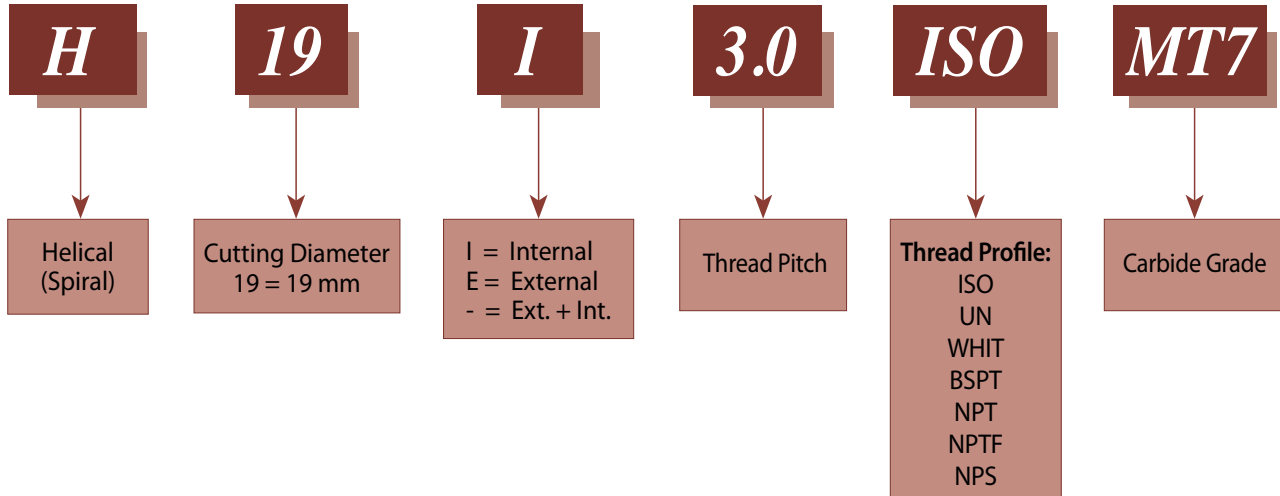 H 19 I 3.0 ISO MT7
Helical
(Spiral)
Cutting Diameter
19 = 19 mm
I = Internal
E = External
- = Ext. + Int.
Thread Pitch
Thread Profile:
ISO
UN
WHIT
BSPT
NPT
NPTF
NPS
Carbide Grade